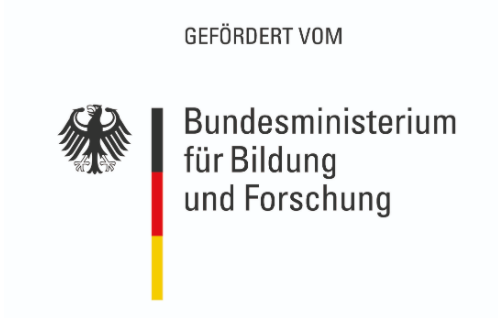 GEFÖRDERT VOM
Bundesministerium
für Bildung
und Forschung